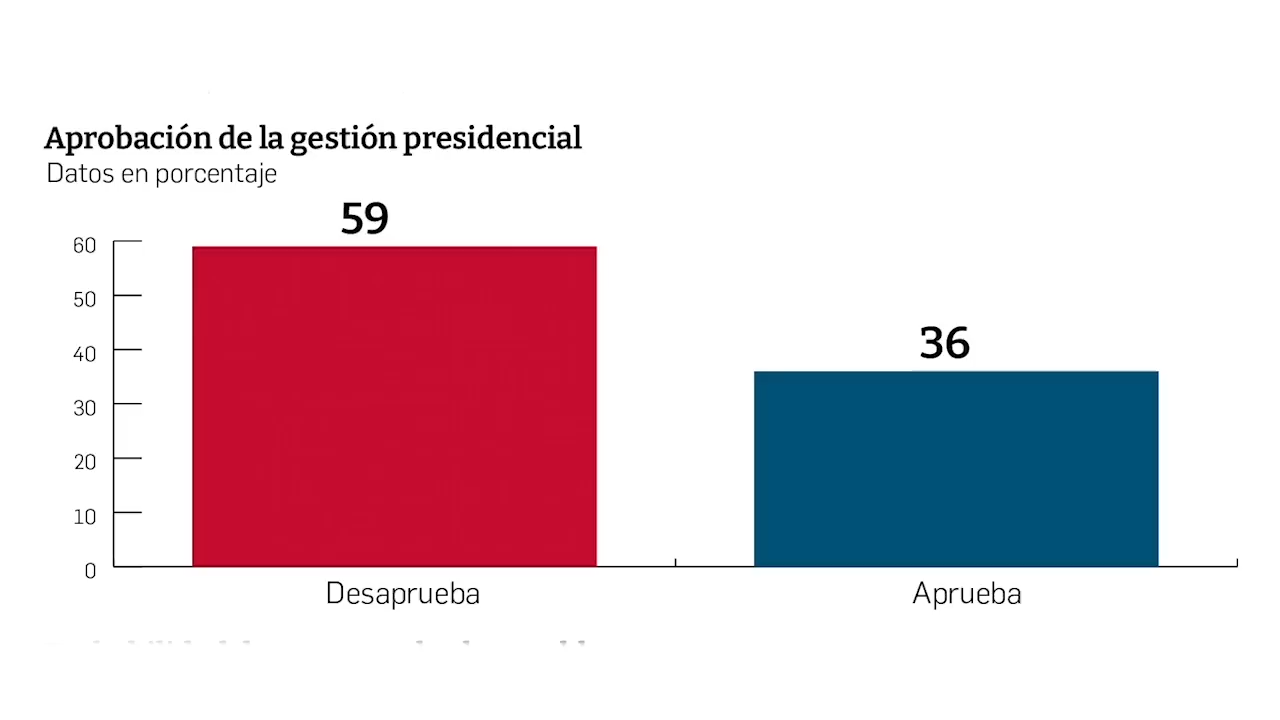 Aprobación de la gestión presidencial
Datos en porcentaje
59
36
60
50
40
30
20
10
0
Desaprueba
Aprueba